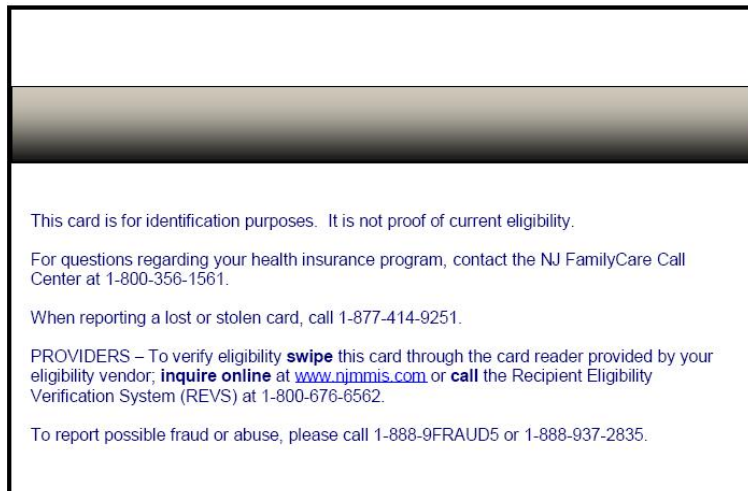 This card is for identification purposes.  It is not proof of current eligibility.
For questions regarding your health insurance program, contact the NJ FamilyCare Call
Center at 1-800-356-1561.
When reporting a lost or stolen card, call 1-877-414-9251.
PROVIDERS – To verify eligibility swipe this card through the card reader provided by your
eligibility vendor; inquire online at www.njmmis.com or call the Recipient Eligibility
Verification System (REVS) at 1-800-676-6562.
To report possible fraud or abuse, please call 1-888-9FRAUD5 or 1-888-937-2835.